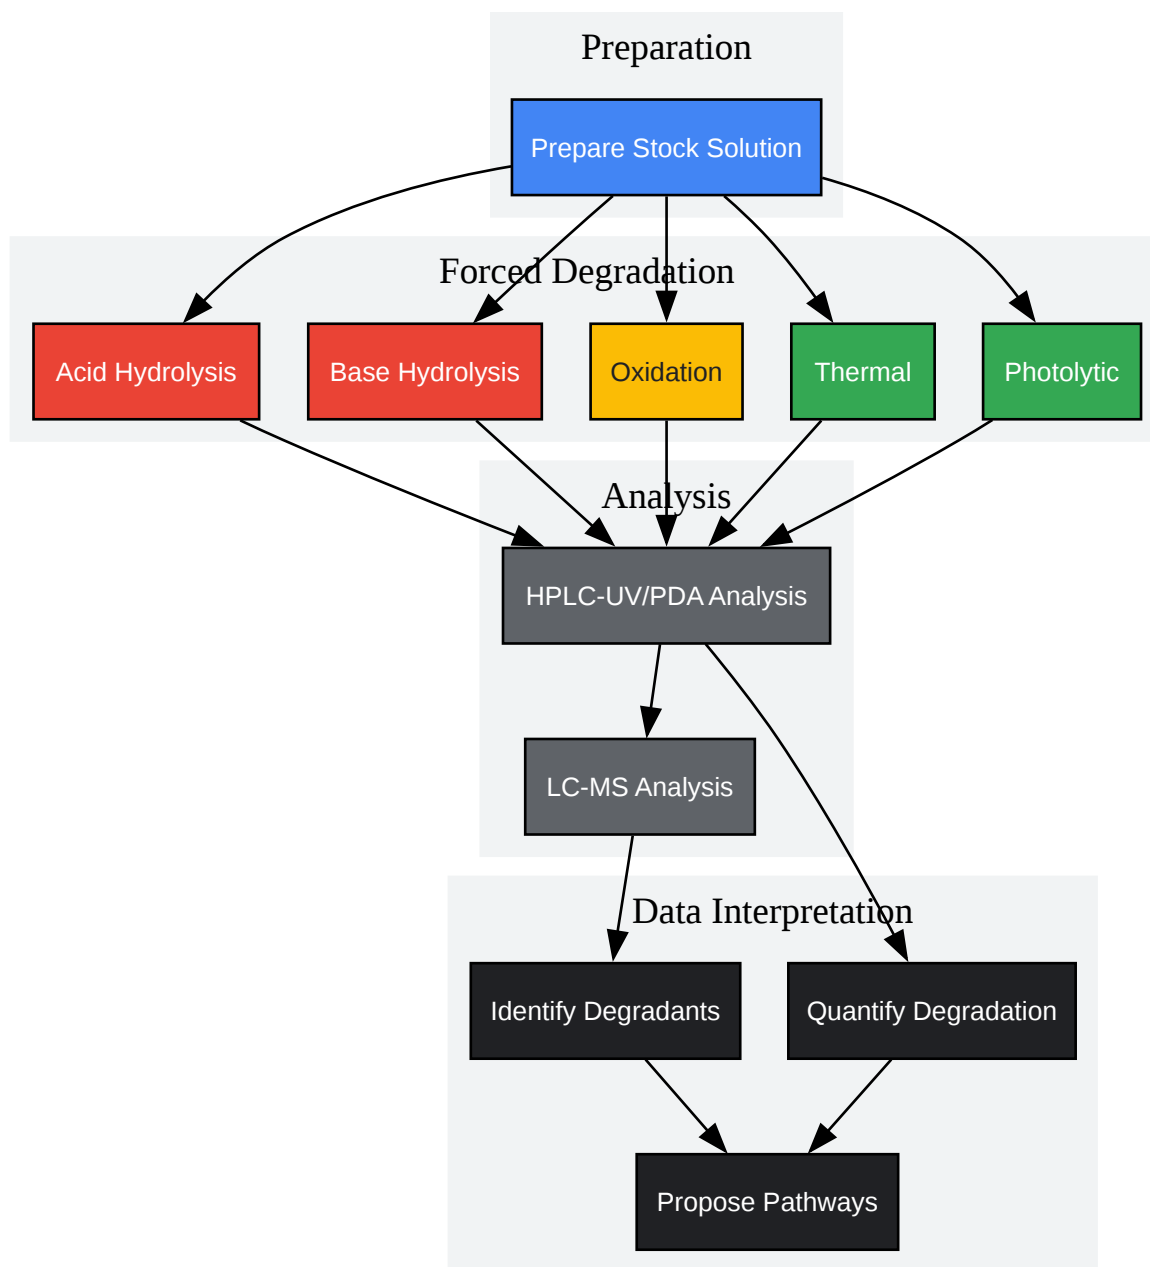 Preparation
Prepare Stock Solution
Forced Degradation
Acid Hydrolysis
Base Hydrolysis
Oxidation
Thermal
Photolytic
Analysis
HPLC-UV/PDA Analysis
LC-MS Analysis
Data Interpretation
Identify Degradants
Quantify Degradation
Propose Pathways